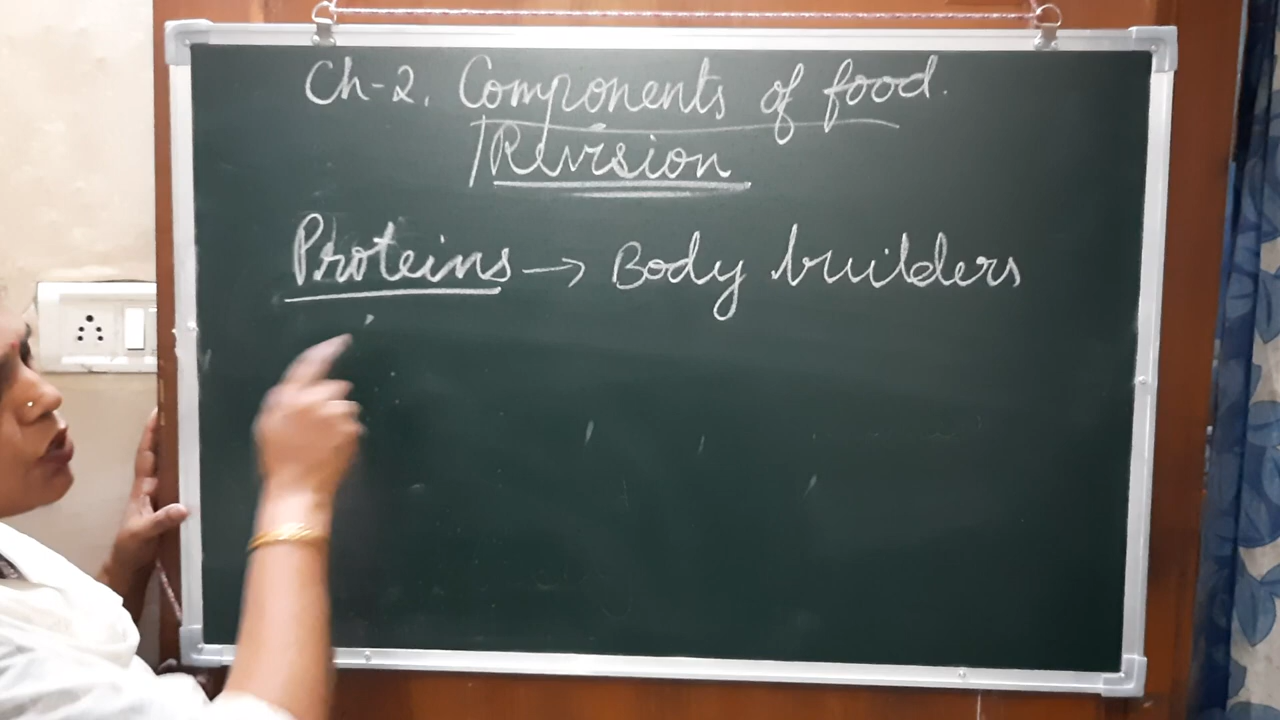 Ch-2. Components of food.
Revision
Proteins → Body builders